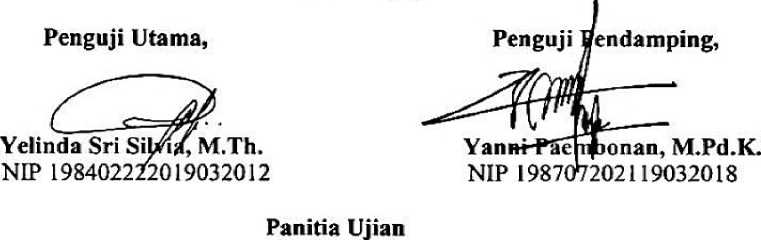 Penguji Utama,
Penguji Pendamping,
Yelinda Sri Silvia, M.Th.
NIP 198402222019032012
Yanni Paembonan, M.Pd.K.
NIP 198707202119032018
Panitia Ujian